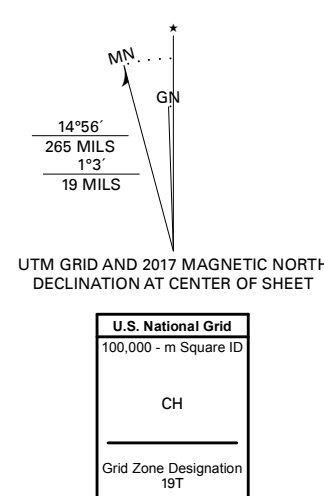 ★
MN
GN
14°56´
265 MILS
1°3´
19 MILS
UTM GRID AND 2017 MAGNETIC NORTH
DECLINATION AT CENTER OF SHEET
U.S. National Grid
100,000 - m Square ID
CH
Grid Zone Designation
19T